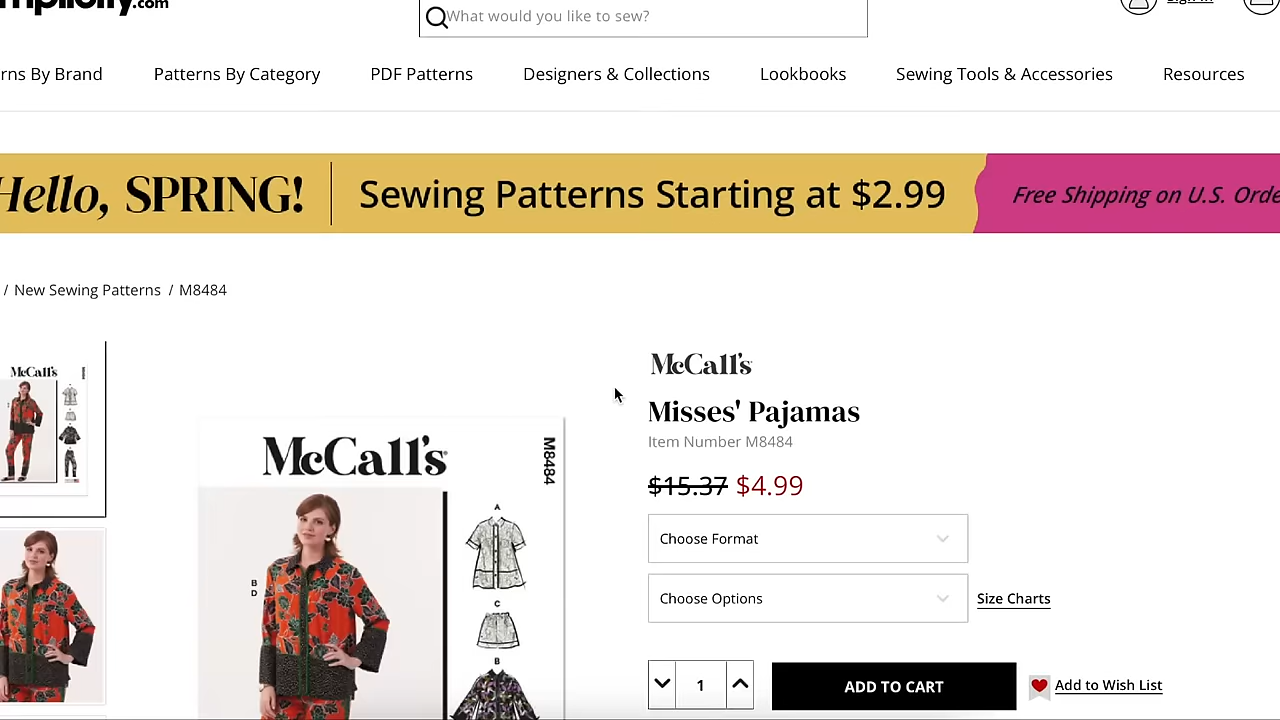 .com
What would you like to sew?
By Brand
Patterns By Category
PDF Patterns
Designers & Collections
Lookbooks
Sewing Tools & Accessories
Resources
Hello, SPRING!
Sewing Patterns Starting at $2.99
Free Shipping on U.S.
/ New Sewing Patterns / M8484
McCall's
McCall's
M8484
A
C
B
B
D
McCall's
Misses' Pajamas
Item Number M8484
$15.37 $4.99
Choose Format
Choose Options
Size Charts
1
ADD TO CART
Add to Wish List